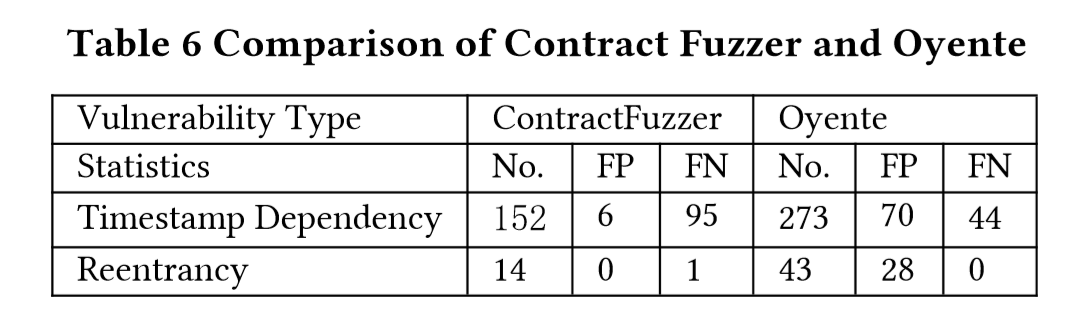 Table 6 Comparison of Contract Fuzzer and Oyente
Vulnerability Type ContractFuzzer Oyente
Statistics No. FP FN No. FP FN
Timestamp Dependency 152 6 95 273 70 44
Reentrancy 14 0 1 43 28 0